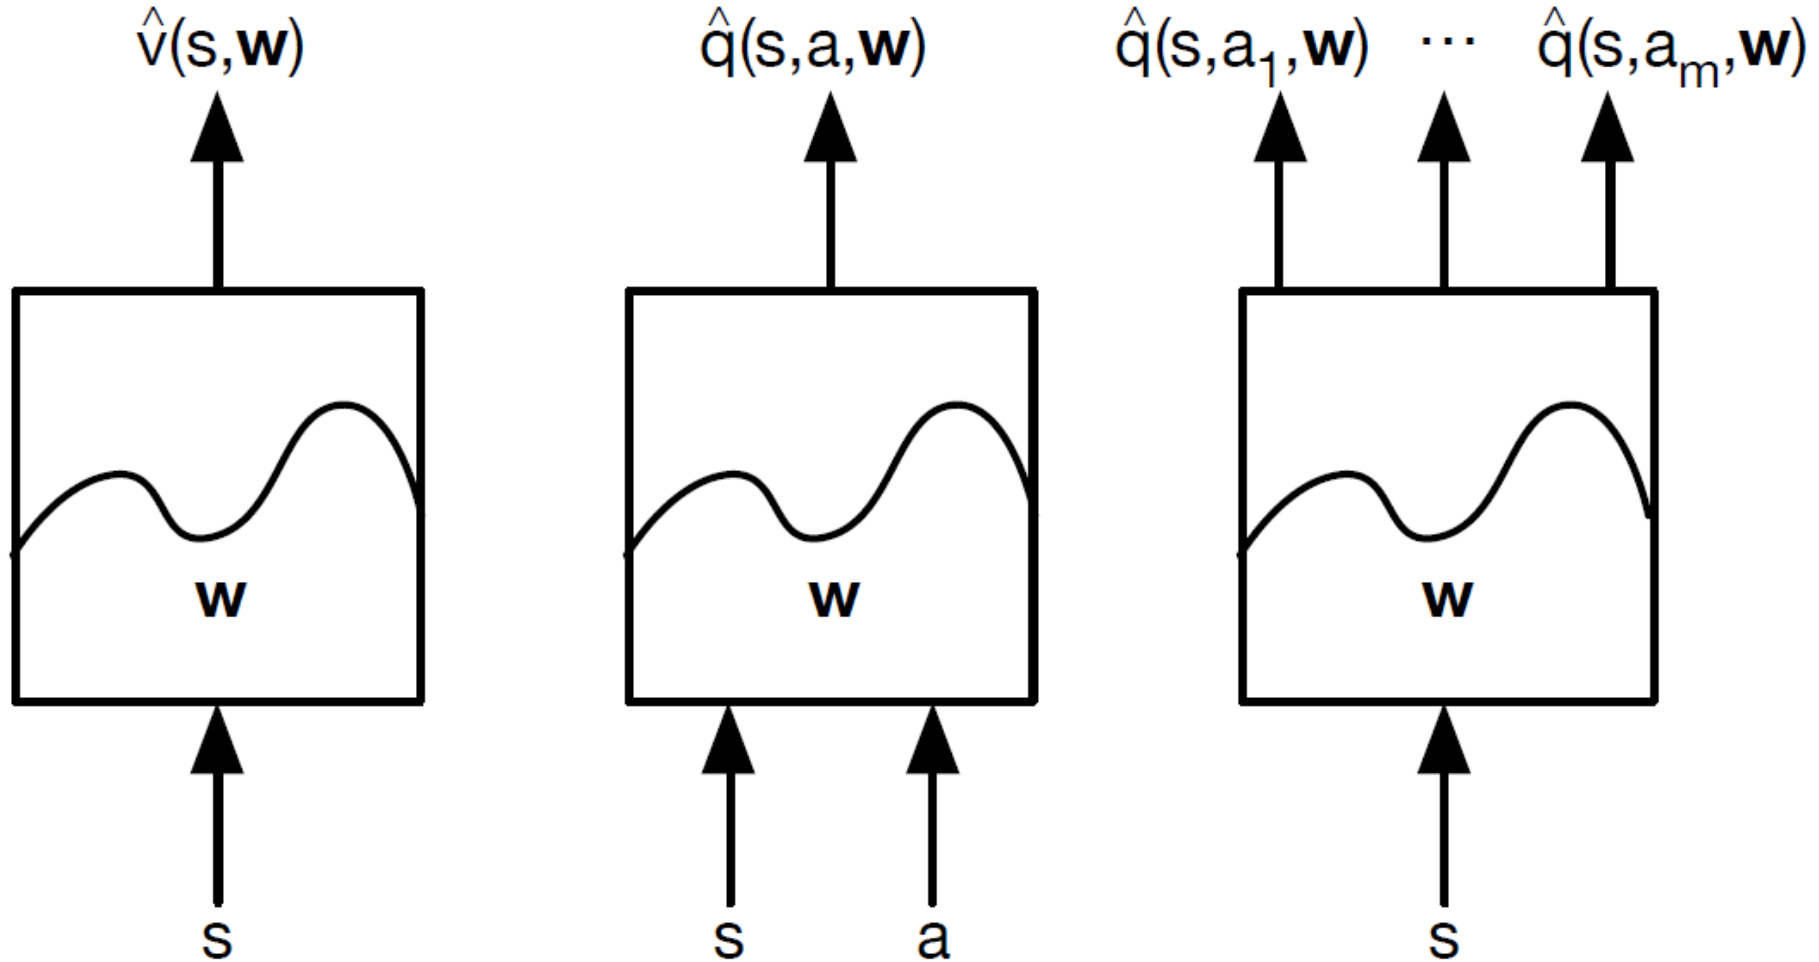 v̂(s,w) q̂(s,a,w) q̂(s,a₁,w) ⋯ q̂(s,aₘ,w)
w w w
s s a s